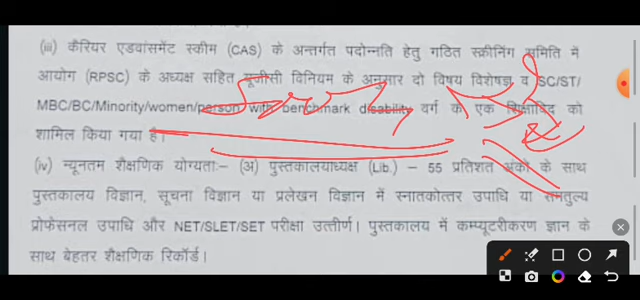 (iii) कैरियर एडवांसमेंट स्कीम (CAS) के अन्तर्गत पदोन्नति हेतु गठित स्क्रीनिंग समिति में
आयोग (RPSC) के अध्यक्ष सहित यूजीसी विनियम के अनुसार दो विषय विशेषज्ञ व SC/ST/
MBC/BC/Minority/women/person with benchmark disability वर्ग के एक शिक्षाविद को
शामिल किया गया है।
(iv) न्यूनतम शैक्षणिक योग्यताः- (अ) पुस्तकालयाध्यक्ष (Lib.) - 55 प्रतिशत अंको के साथ
पुस्तकालय विज्ञान, सूचना विज्ञान या प्रलेखन विज्ञान में स्नातकोत्तर उपाधि या समतुल्य
प्रोफेसनल उपाधि और NET/SLET/SET परीक्षा उत्तीर्ण। पुस्तकालय में कम्प्यूटरीकरण ज्ञान के
साथ बेहतर शैक्षणिक रिकॉर्ड।